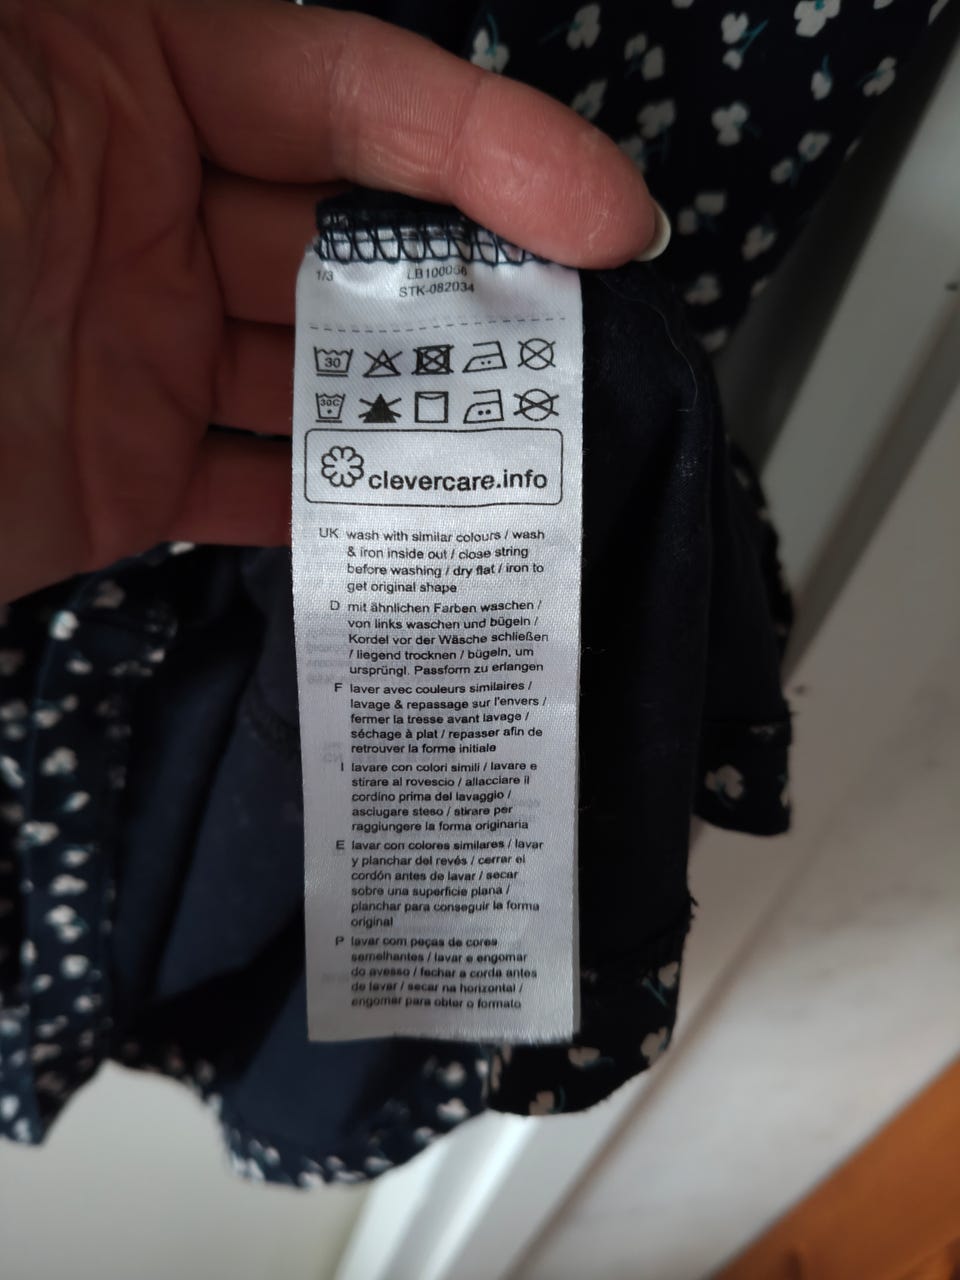 1/3 LB100056
STK-082034
30
30C
clevercare.info
UK wash with similar colours / wash
& iron inside out / close string
before washing / dry flat / iron to
get original shape
D mit ähnlichen Farben waschen /
von links waschen und bügeln /
Kordel vor der Wäsche schließen
/ liegend trocknen / bügeln, um
ursprüngl. Passform zu erlangen
F laver avec couleurs similaires /
lavage & repassage sur l'envers /
fermer la tresse avant lavage /
séchage à plat / repasser afin de
retrouver la forme initiale
I lavare con colori simili / lavare e
stirare al rovescio / allacciare il
cordino prima del lavaggio /
asciugare steso / stirare per
raggiungere la forma originaria
E lavar con colores similares / lavar
y planchar del revés / cerrar el
cordón antes de lavar / secar
sobre una superficie plana /
planchar para conseguir la forma
original
P lavar com peças de cores
semelhantes / lavar e engomar
do avesso / fechar a corda antes
de lavar / secar na horizontal /
engomar para obter o formato